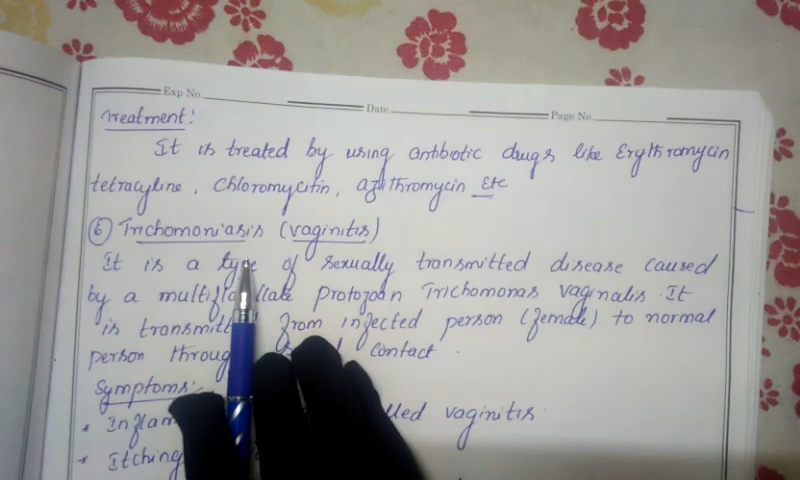 Exp No.
Date
Page No.
Treatment:
It is treated by using antibiotic drugs like Erythromycin
tetracyline, chloromycitin, azithromycin Etc
6 Trichomoniasis (vaginitis)
It is a type of sexually transmitted disease caused
by a multiflagellate protozoan Trichomonas vaginalis. It
is transmitted from infected person (female) to normal
person through contact.
Symptoms:
* Inflam lled vaginitis.
* Itching